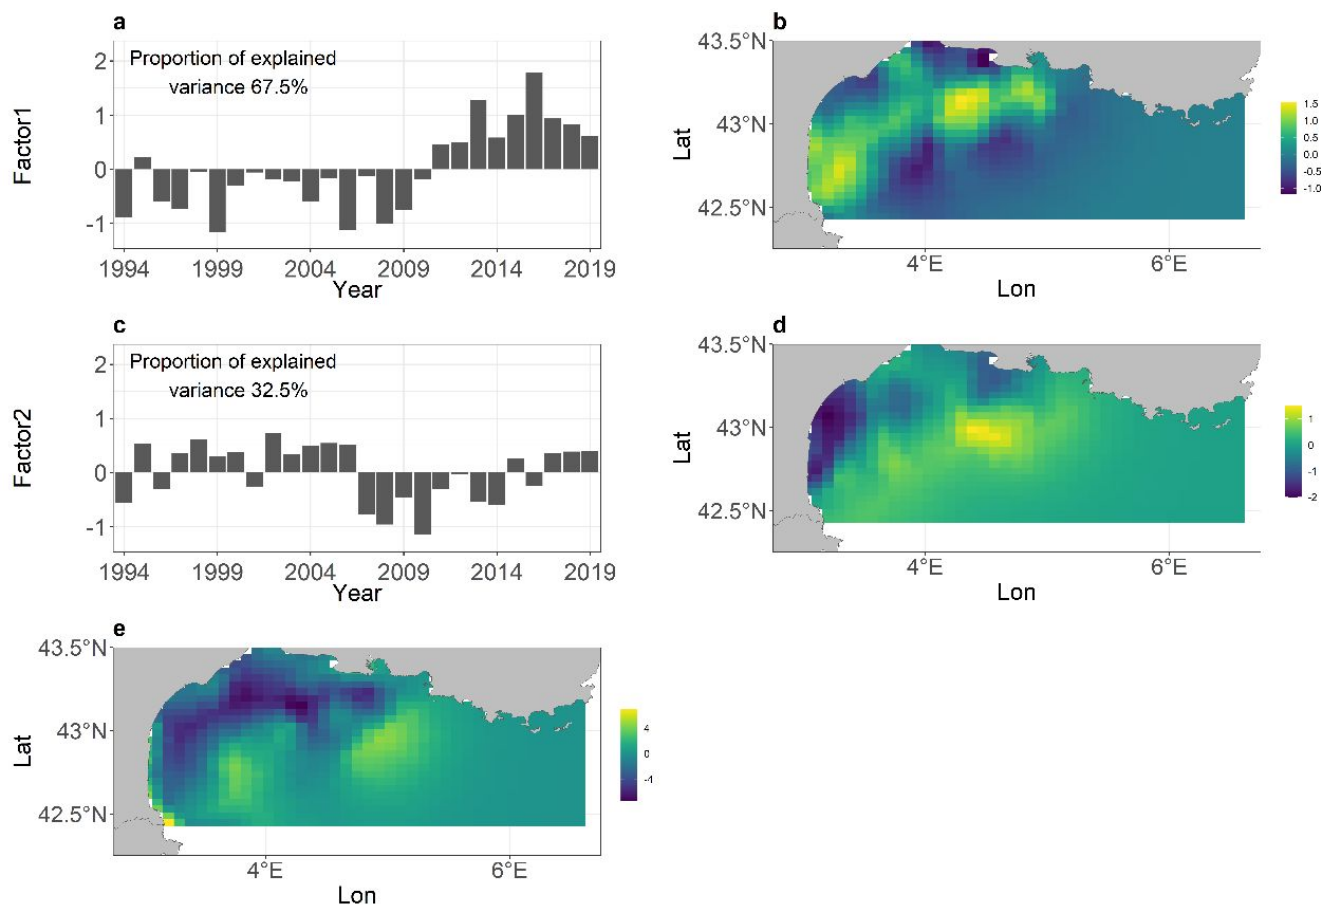 a
Proportion of explained
variance 67.5%
Factor1
2
1
0
-1
1994
1999
2004
2009
2014
2019
Year
b
Lat
43.5°N
43°N
42.5°N
4°E
6°E
Lon
1.5
1.0
0.5
0.0
-0.5
-1.0
c
Proportion of explained
variance 32.5%
Factor2
2
1
0
-1
1994
1999
2004
2009
2014
2019
Year
d
Lat
43.5°N
43°N
42.5°N
4°E
6°E
Lon
1
0
-1
-2
e
Lat
43.5°N
43°N
42.5°N
4°E
6°E
Lon
4
0
-4